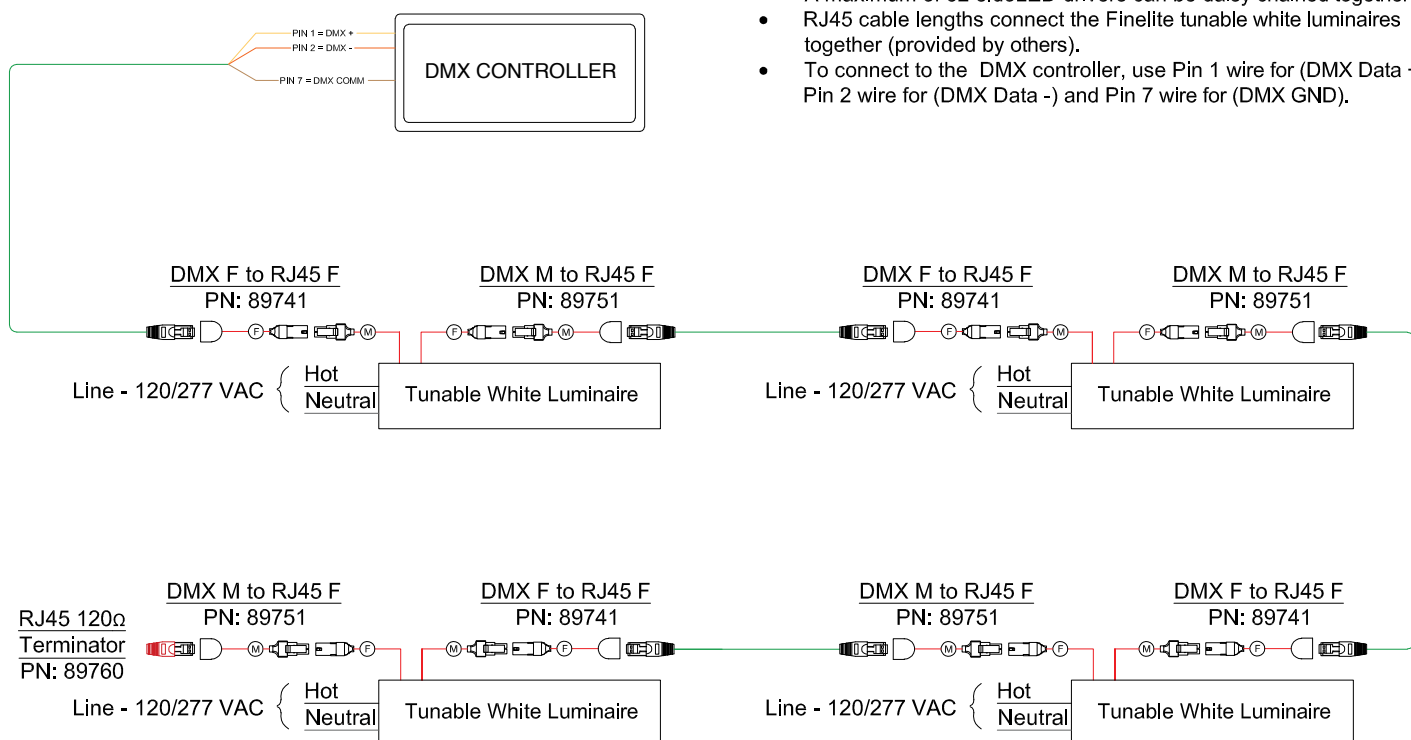 RJ45 cable lengths connect the Finelite tunable white luminaires
together (provided by others).
To connect to the DMX controller, use Pin 1 wire for (DMX Data
Pin 2 wire for (DMX Data -) and Pin 7 wire for (DMX GND).
PIN 1 = DMX +
PIN 2 = DMX -
PIN 7 = DMX COMM
DMX CONTROLLER
DMX F to RJ45 F
PN: 89741
DMX M to RJ45 F
PN: 89751
DMX F to RJ45 F
PN: 89741
DMX M to RJ45 F
PN: 89751
F M F M F M F M
Line - 120/277 VAC
Hot
Neutral
Tunable White Luminaire
Line - 120/277 VAC
Hot
Neutral
Tunable White Luminaire
RJ45 120Ω
Terminator
PN: 89760
DMX M to RJ45 F
PN: 89751
DMX F to RJ45 F
PN: 89741
DMX M to RJ45 F
PN: 89751
DMX F to RJ45 F
PN: 89741
M F M F M F M F
Line - 120/277 VAC
Hot
Neutral
Tunable White Luminaire
Line - 120/277 VAC
Hot
Neutral
Tunable White Luminaire